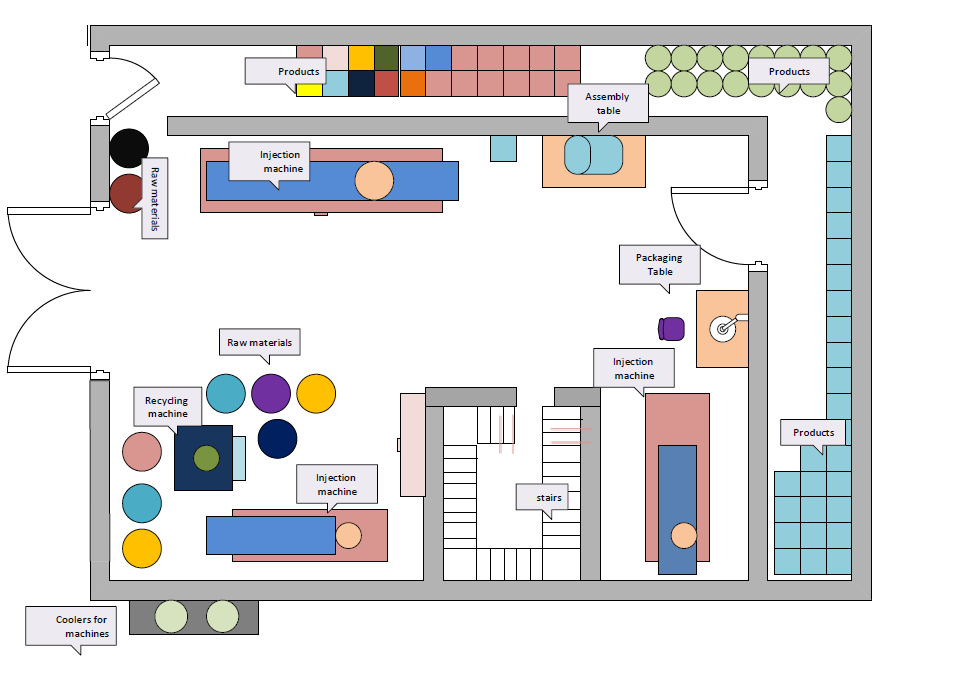 Products
Products
Assembly
table
Injection
machine
Raw materials
Packaging
Table
Raw materials
Injection
machine
Recycling
machine
Products
Injection
machine
stairs
Coolers for
machines